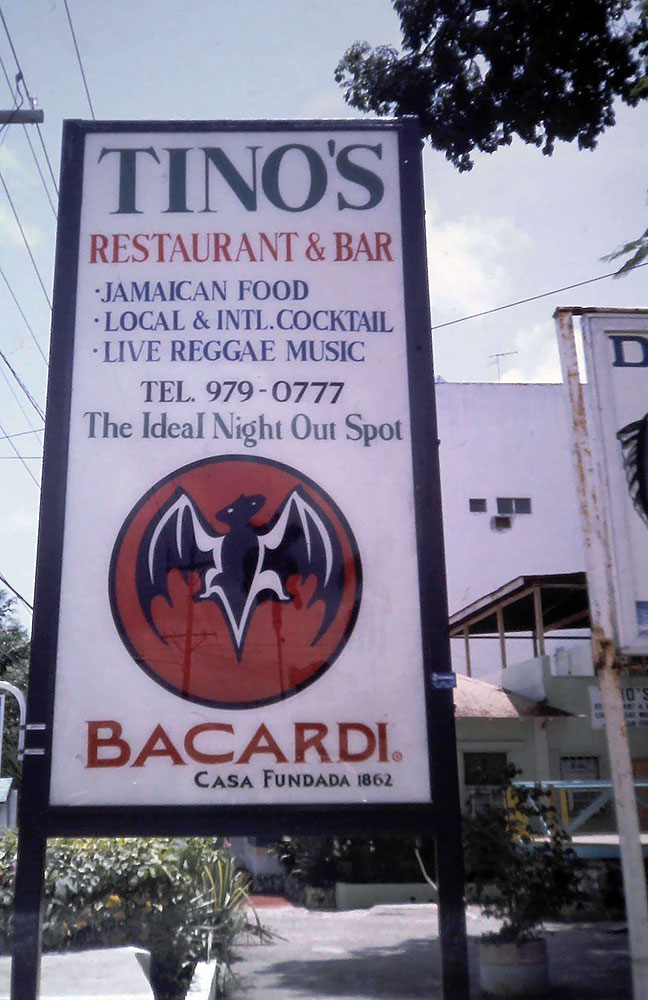 TINO'S
RESTAURANT & BAR
·JAMAICAN FOOD
·LOCAL & INTL. COCKTAIL
·LIVE REGGAE MUSIC
TEL. 979-0777
The Ideal Night Out Spot
BACARDI®
CASA FUNDADA 1862
D